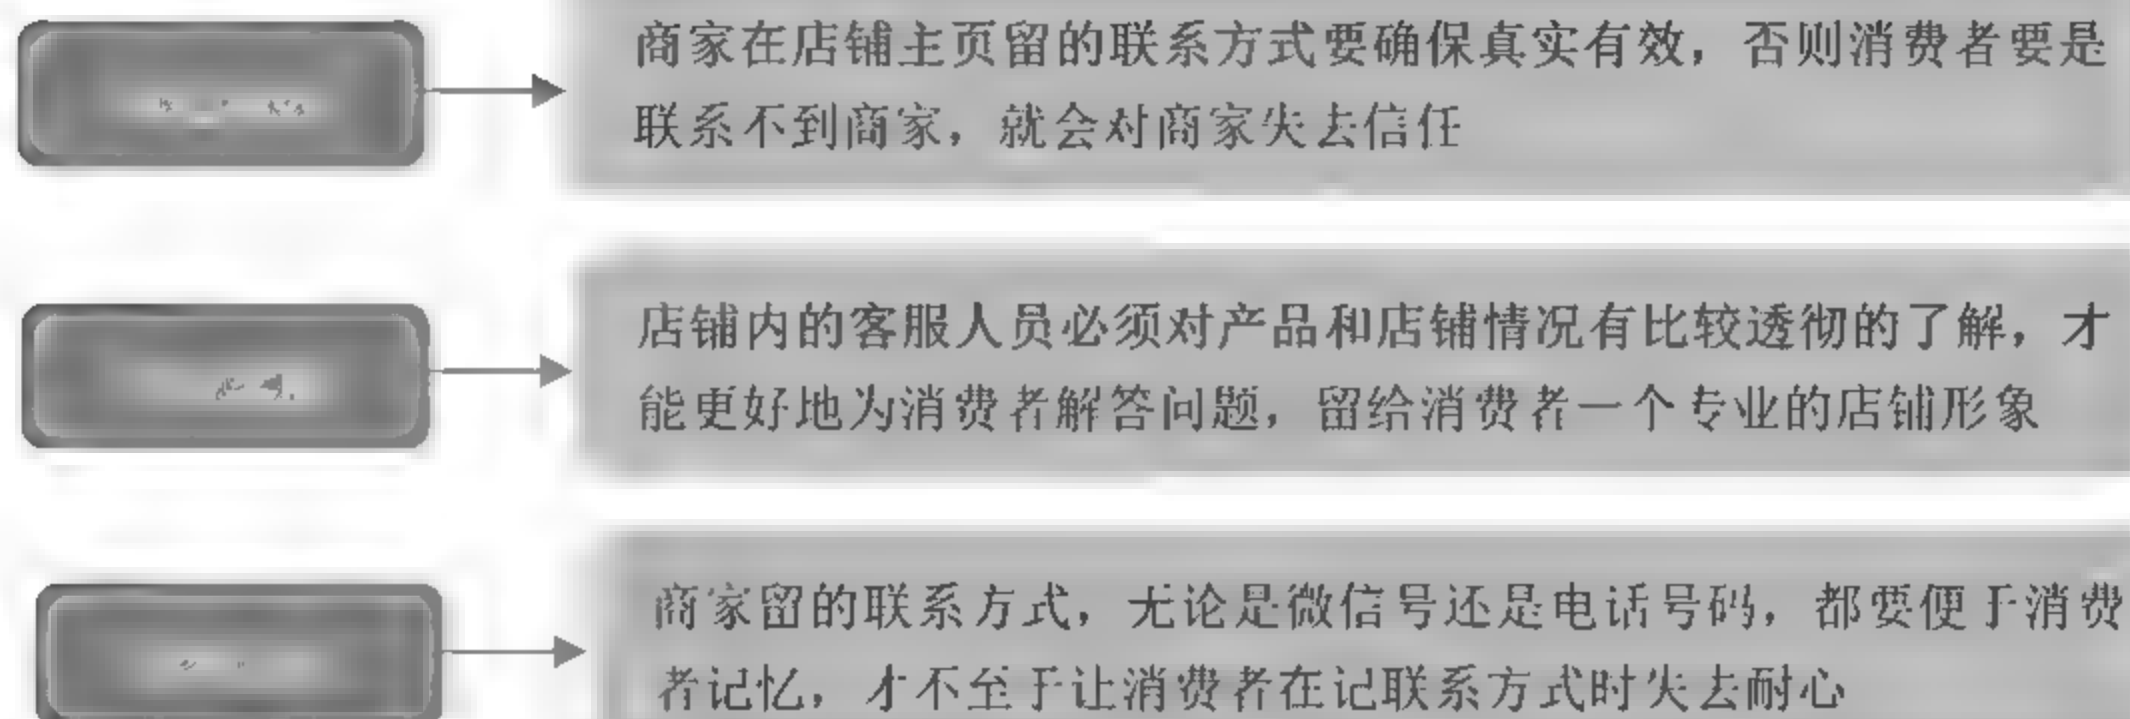 商家在店铺主页留的联系方式要确保真实有效，否则消费者要是
联系不到商家，就会对商家失去信任
店铺内的客服人员必须对产品和店铺情况有比较透彻的了解，才
能更好地为消费者解答问题，留给消费者一个专业的店铺形象
商家留的联系方式，无论是微信号还是电话号码，都要便于消费
者记忆，才不至于让消费者在记联系方式时失去耐心